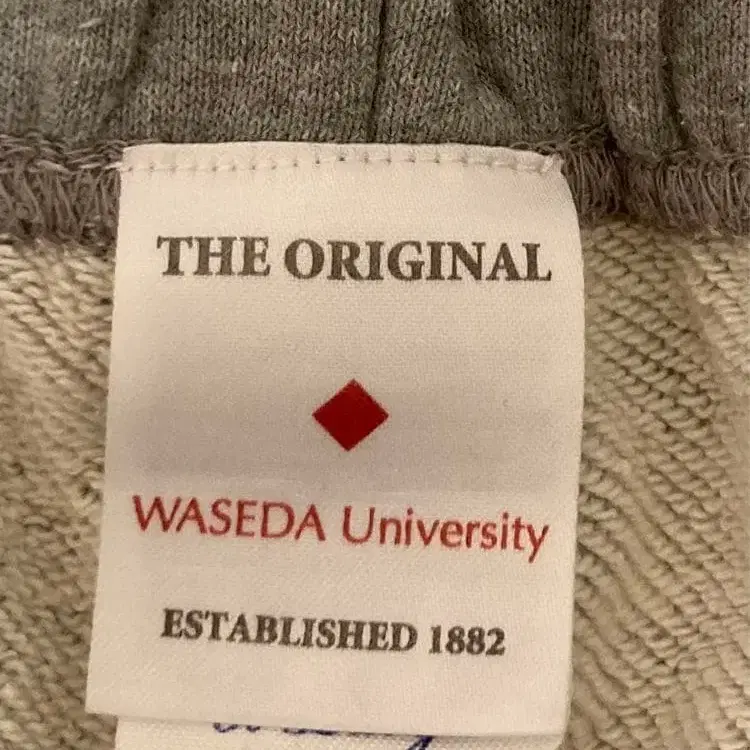 THE ORIGINAL
WASEDA University
ESTABLISHED 1882